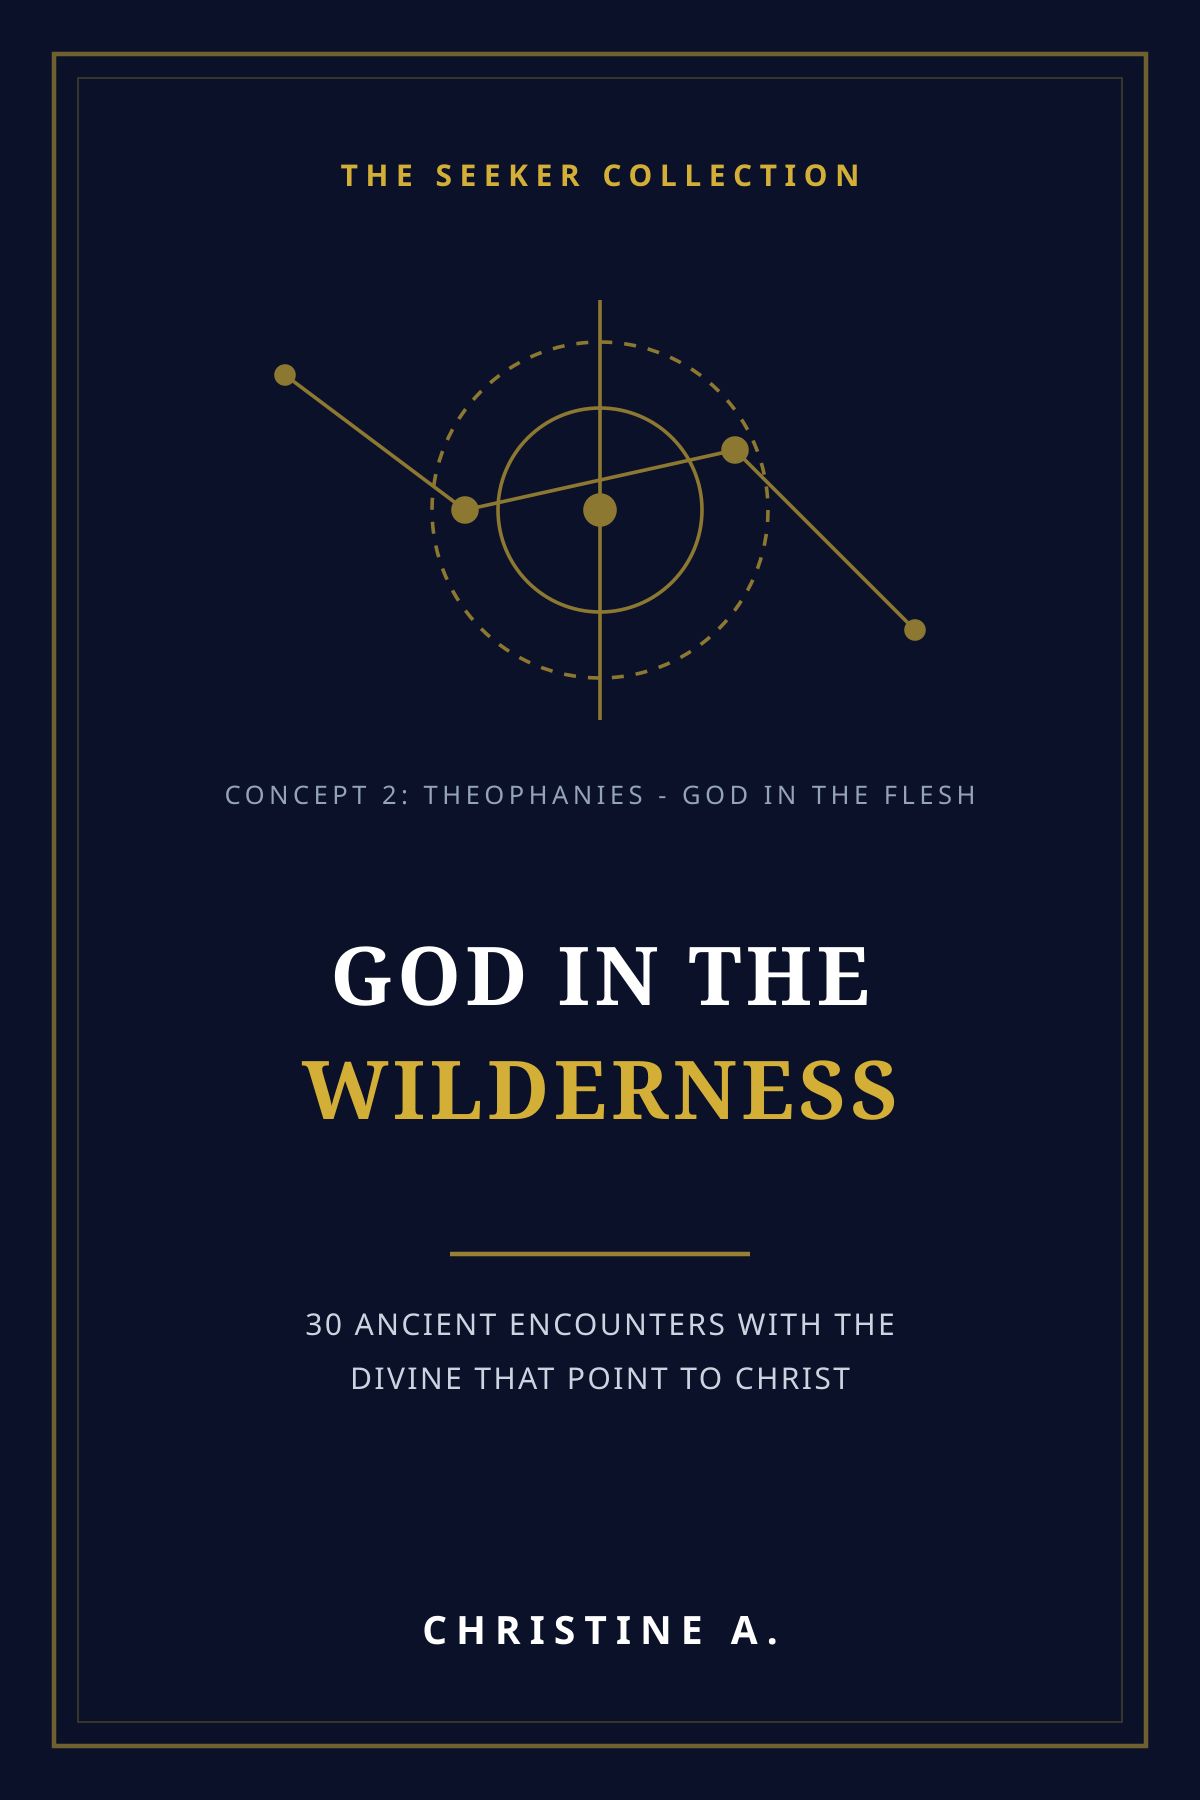 THE SEEKER COLLECTION
CONCEPT 2: THEOPHANIES - GOD IN THE FLESH
GOD IN THE
WILDERNESS
30 ANCIENT ENCOUNTERS WITH THE
DIVINE THAT POINT TO CHRIST
CHRISTINE A.